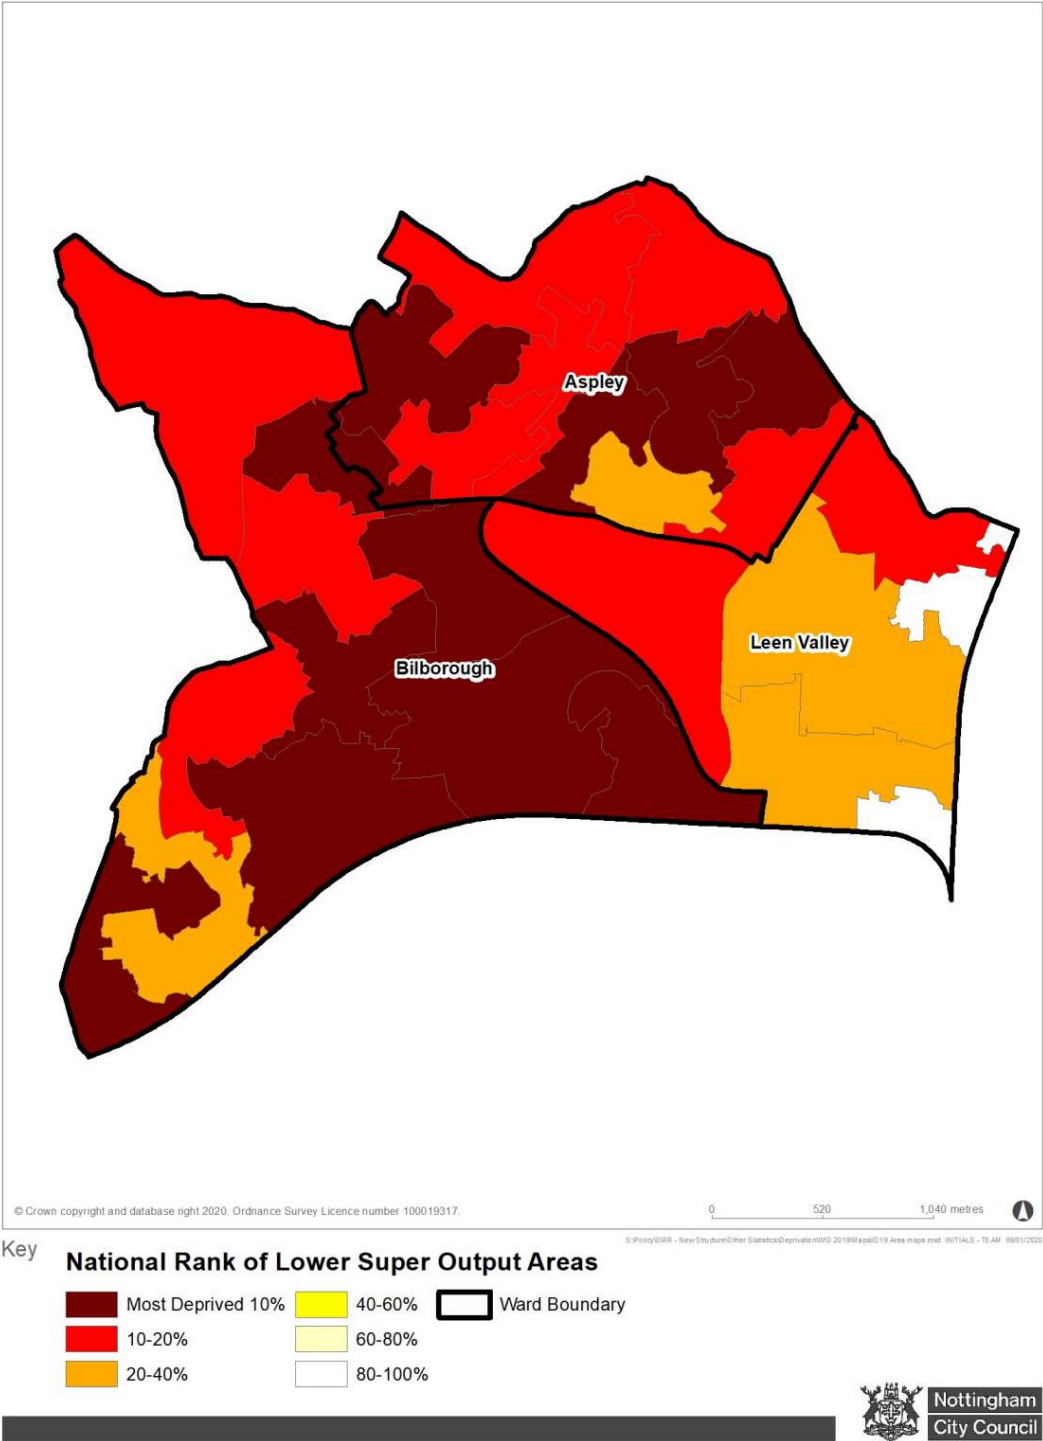 Aspley
Leen Valley
Bilborough
© Crown copyright and database right 2020. Ordnance Survey Licence number 100019317.
0 520 1,040 metres
Key
National Rank of Lower Super Output Areas
Most Deprived 10% 40-60% Ward Boundary
10-20% 60-80%
20-40% 80-100%
Nottingham
City Council